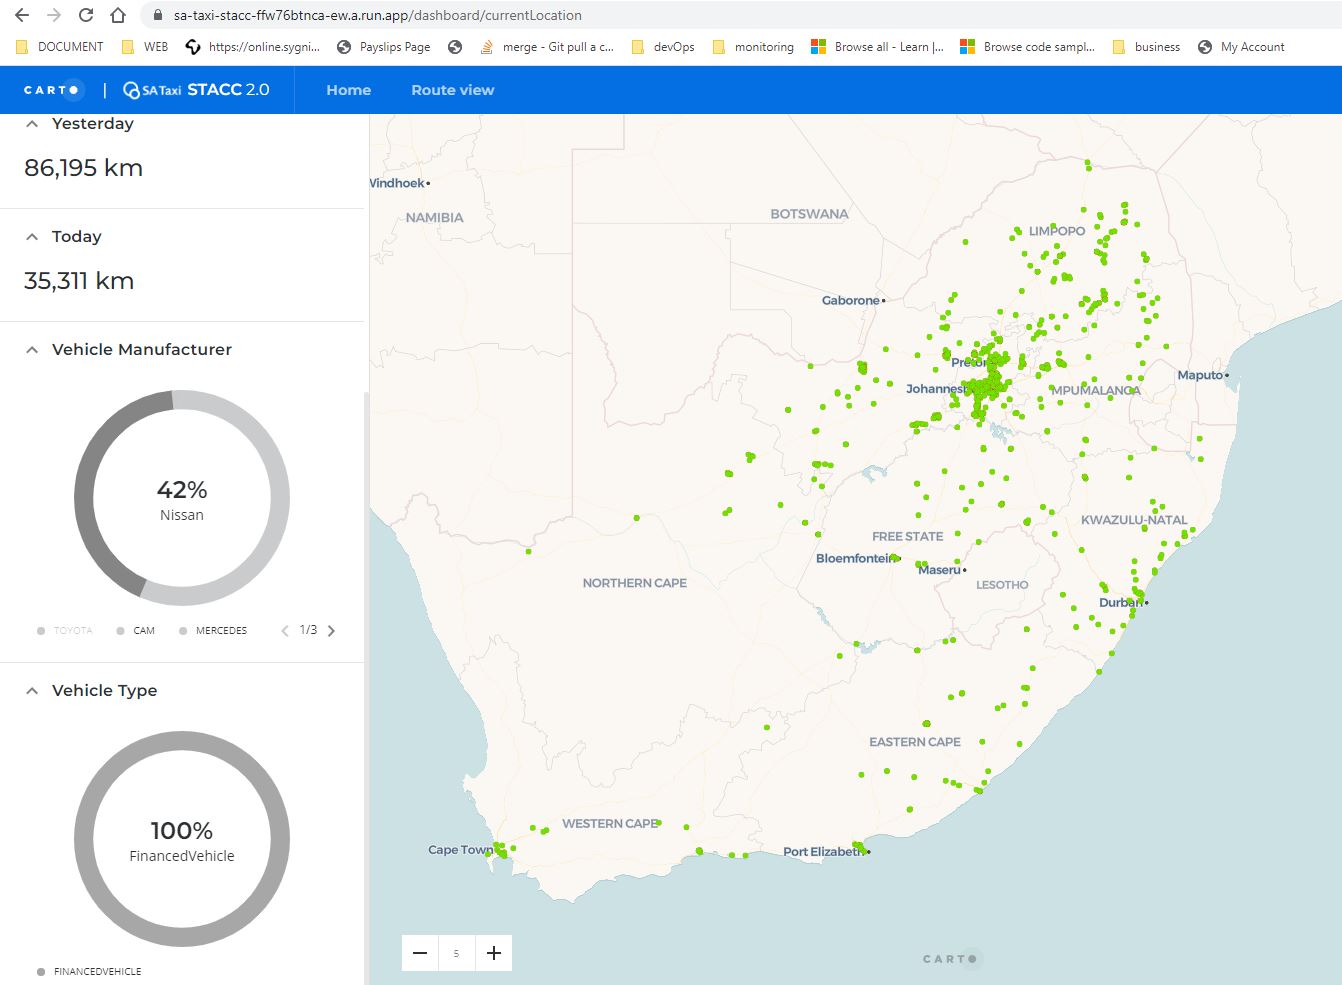 sa-taxi-stacc-ffw76btnca-ew.a.run.app/dashboard/currentLocation
DOCUMENT WEB https://online.sygni... Payslips Page merge - Git pull a c... devOps monitoring Browse all - Learn |... Browse code sampl... business My Account
CARTO | SA Taxi STACC 2.0 Home Route view
Yesterday
86,195 km
Today
35,311 km
Vehicle Manufacturer
42%
Nissan
TOYOTA CAM MERCEDES 1/3
Vehicle Type
100%
FinancedVehicle
FINANCEDVEHICLE
Windhoek
NAMIBIA
BOTSWANA
LIMPOPO
Gaborone
Pretor
Johannesb
MPUMALANGA
Maputo
KWAZULU-NATAL
FREE STATE
Bloemfontein
Maseru
LESOTHO
NORTHERN CAPE
Durban
EASTERN CAPE
WESTERN CAPE
Cape Town
Port Elizabeth
5
CARTO